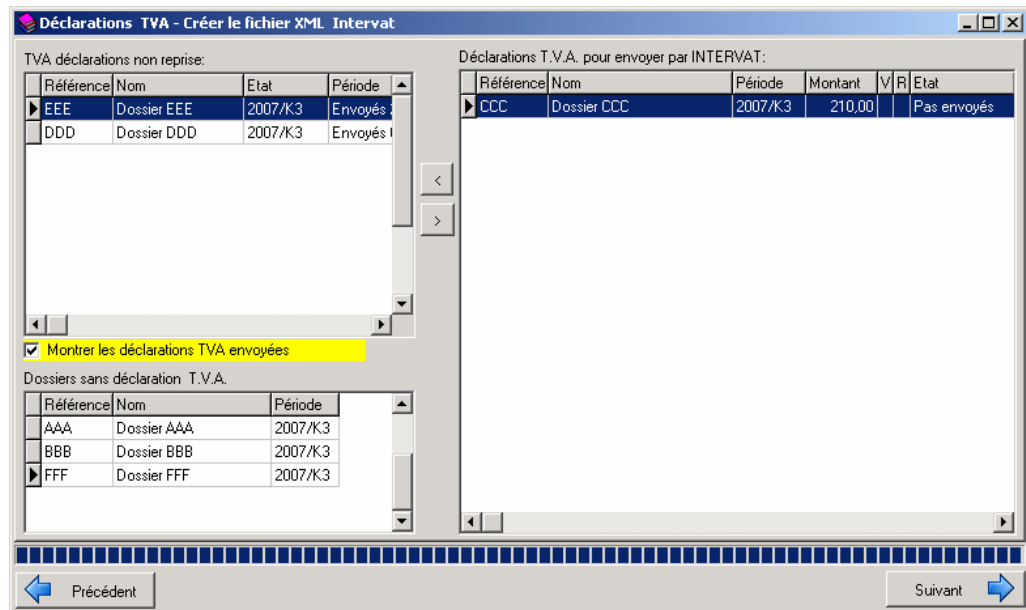 Déclarations TVA - Créer le fichier XML Intervat
TVA déclarations non reprise:
Référence Nom Etat Période
EEE Dossier EEE 2007/K3 Envoyés
DDD Dossier DDD 2007/K3 Envoyés
Montrer les déclarations TVA envoyées
Dossiers sans déclaration T.V.A.
Référence Nom Période
AAA Dossier AAA 2007/K3
BBB Dossier BBB 2007/K3
FFF Dossier FFF 2007/K3
<
>
Déclarations T.V.A. pour envoyer par INTERVAT:
Référence Nom Période Montant V R Etat
CCC Dossier CCC 2007/K3 210,00 Pas envoyés
Précédent
Suivant